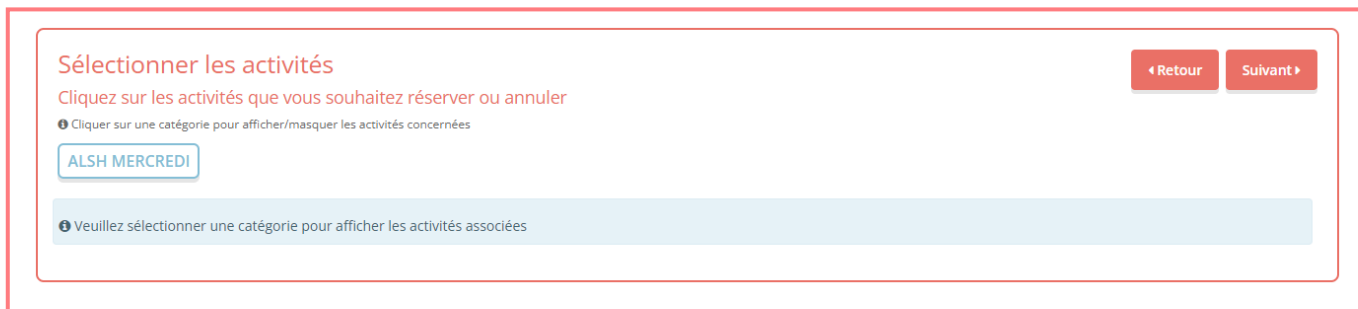 Sélectionner les activités
Retour
Suivant
Cliquez sur les activités que vous souhaitez réserver ou annuler
Cliquer sur une catégorie pour afficher/masquer les activités concernées
ALSH MERCREDI
Veuillez sélectionner une catégorie pour afficher les activités associées